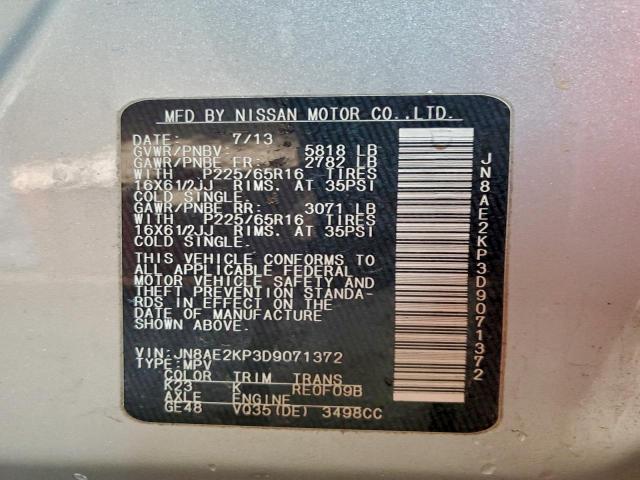 MFD BY NISSAN MOTOR CO.,LTD.
DATE: 7/13
GVWR/PNBV 5818 LB
GAWR/PNBE FR: 2782 LB
WITH P225/65R16 TIRES
16X61/2JJ RIMS. AT 35PSI
COLD SINGLE.
GAWR/PNBE RR: 3071 LB
WITH P225/65R16 TIRES
16X61/2JJ RIMS. AT 35PSI
COLD SINGLE.
THIS VEHICLE CONFORMS TO
ALL APPLICABLE FEDERAL
MOTOR VEHICLE SAFETY AND
THEFT PREVENTION STANDA-
RDS IN EFFECT ON THE
DATE OF MANUFACTURE
SHOWN ABOVE.
VIN:JN8AE2KP3D9071372
TYPE:MPV
COLOR TRIM TRANS
K23 K RE0F09B
AXLE ENGINE
GE48 VQ35(DE) 3498CC
JN8AE2KP3D9071372